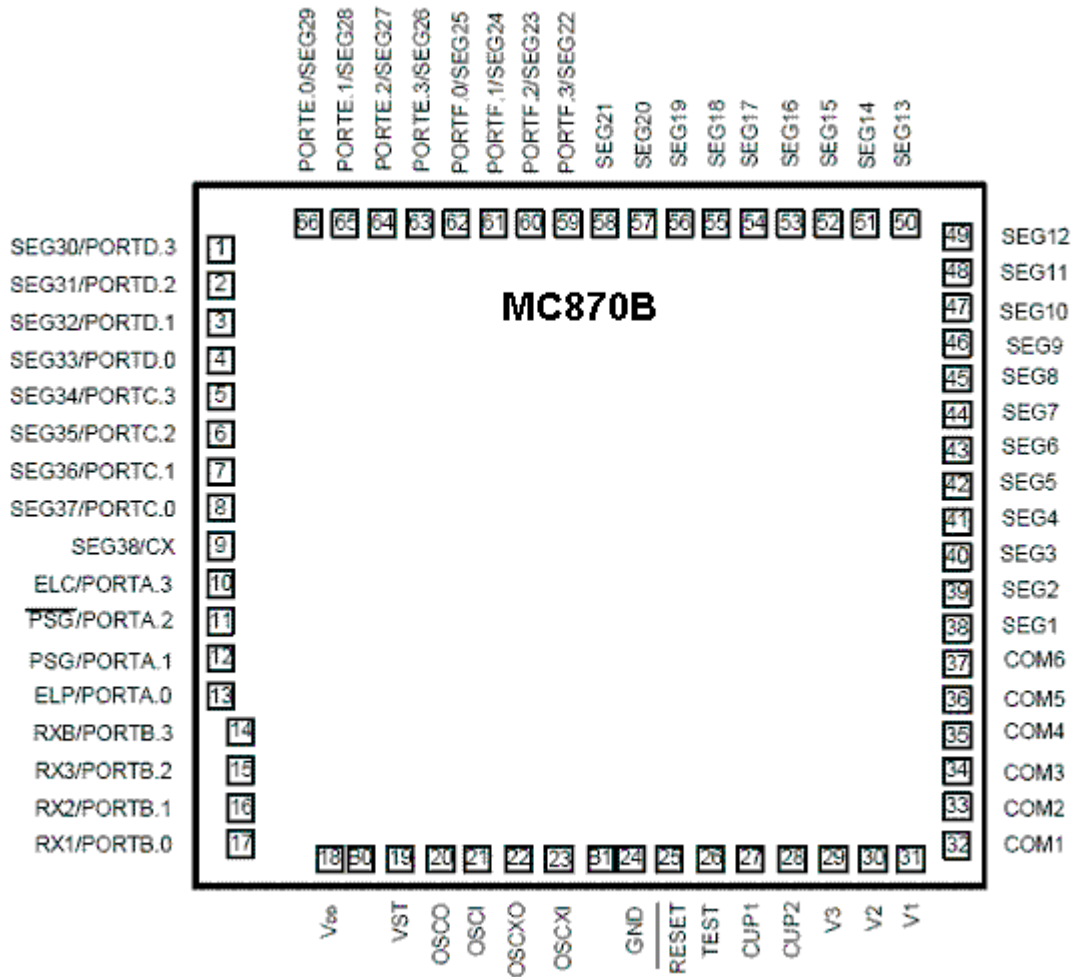 PORTE.0/SEG29
PORTE.1/SEG28
PORTE.2/SEG27
PORTE.3/SEG26
PORTF.0/SEG25
PORTF.1/SEG24
PORTF.2/SEG23
PORTF.3/SEG22
SEG21
SEG20
SEG19
SEG18
SEG17
SEG16
SEG15
SEG14
SEG13
66 65 64 63 62 61 60 59 58 57 56 55 54 53 52 51 50
MC870B
SEG30/PORTD.3 1
SEG31/PORTD.2 2
SEG32/PORTD.1 3
SEG33/PORTD.0 4
SEG34/PORTC.3 5
SEG35/PORTC.2 6
SEG36/PORTC.1 7
SEG37/PORTC.0 8
SEG38/CX 9
ELC/PORTA.3 10
PSG/PORTA.2 11
PSG/PORTA.1 12
ELP/PORTA.0 13
RXB/PORTB.3 14
RX3/PORTB.2 15
RX2/PORTB.1 16
RX1/PORTB.0 17
49 SEG12
48 SEG11
47 SEG10
46 SEG9
45 SEG8
44 SEG7
43 SEG6
42 SEG5
41 SEG4
40 SEG3
39 SEG2
38 SEG1
37 COM6
36 COM5
35 COM4
34 COM3
33 COM2
32 COM1
18 B0 19 20 21 22 23 B1 24 25 26 27 28 29 30 31
VDD
VST
OSCO
OSCI
OSCXO
OSCXI
GND
RESET
TEST
CUP1
CUP2
V3
V2
V1